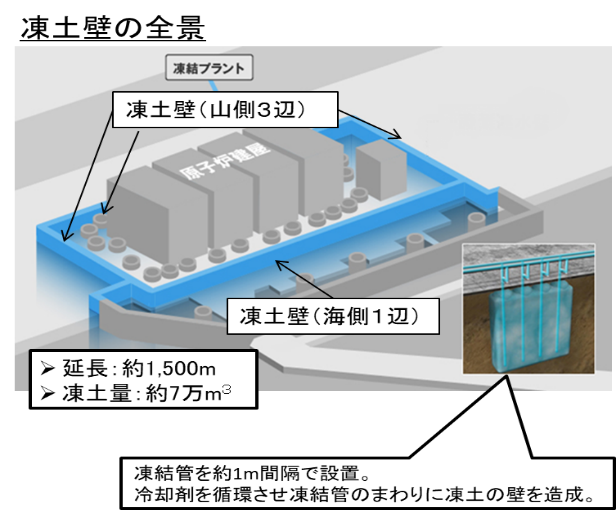 凍土壁の全景
凍結プラント
凍土壁（山側３辺）
原子炉建屋
凍土壁（海側１辺）
➢ 延長：約1,500m
➢ 凍土量：約7万m³
凍結管を約1m間隔で設置。
冷却剤を循環させ凍結管のまわりに凍土の壁を造成。